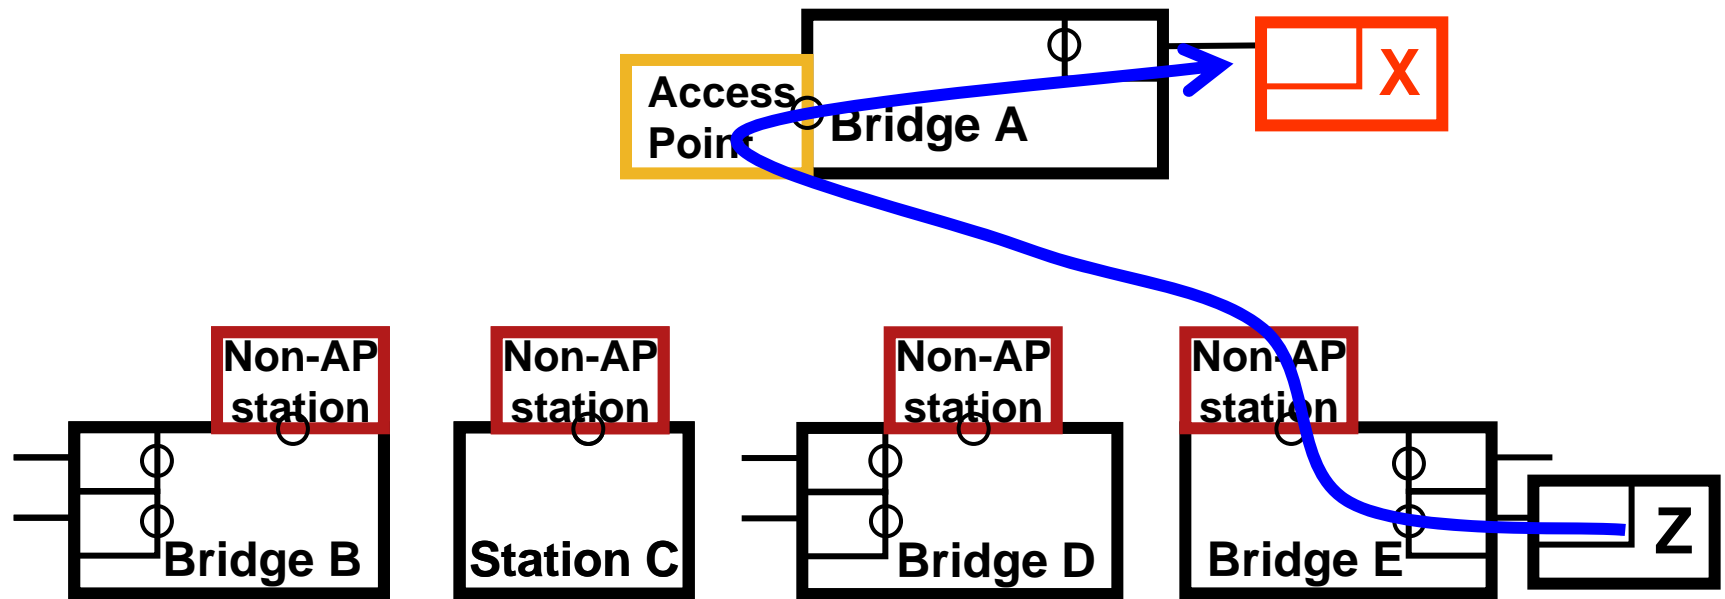 Access
Point
Bridge A
X
Non-AP
station
Non-AP
station
Non-AP
station
Non-AP
station
Bridge B
Station C
Bridge D
Bridge E
Z